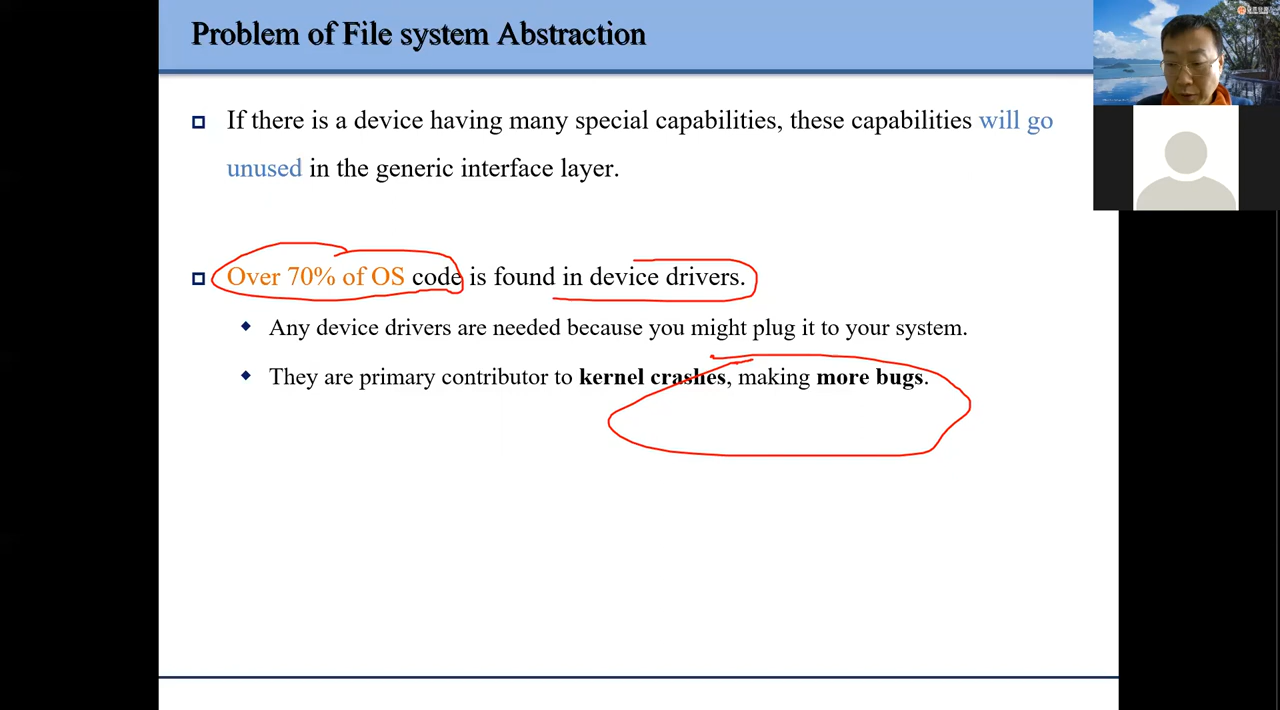 Problem of File system Abstraction
If there is a device having many special capabilities, these capabilities will go
unused in the generic interface layer.
Over 70% of OS code is found in device drivers.
Any device drivers are needed because you might plug it to your system.
They are primary contributor to kernel crashes, making more bugs.